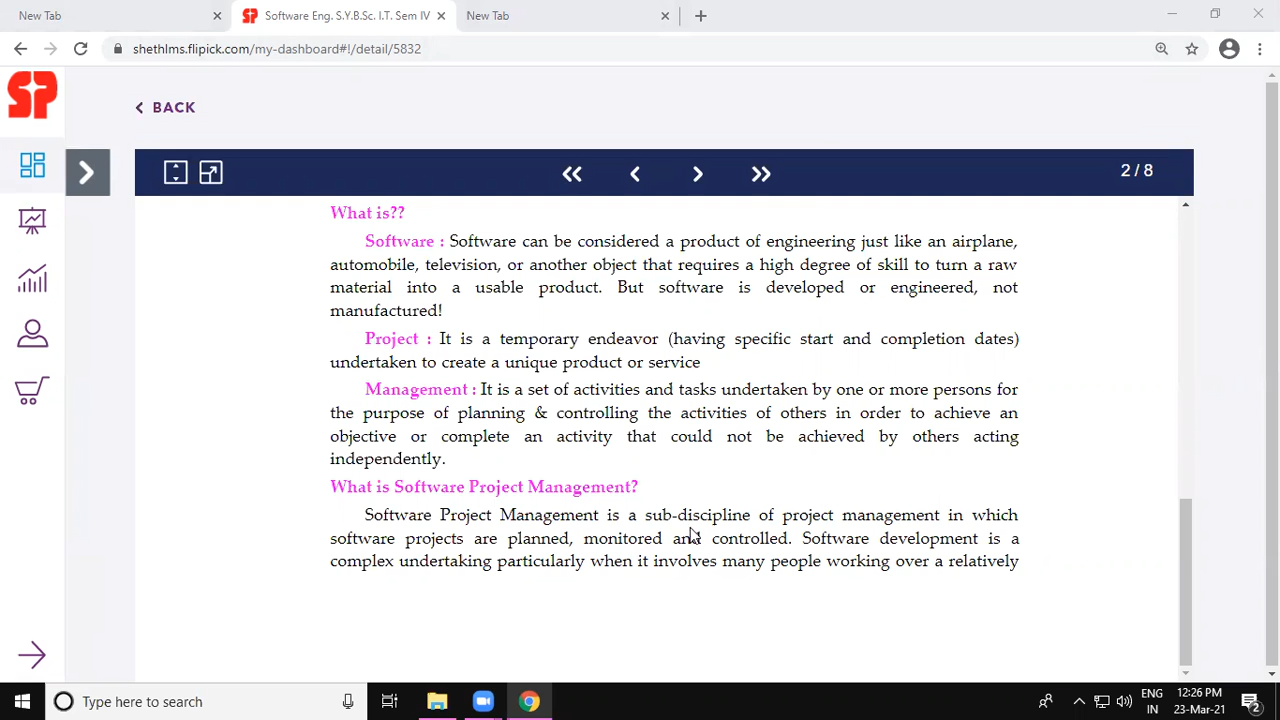 New Tab
Software Eng. S.Y.B.Sc. I.T. Sem IV
New Tab
shethlms.flipick.com/my-dashboard#!/detail/5832
SP
BACK
2 / 8
What is??
Software : Software can be considered a product of engineering just like an airplane,
automobile, television, or another object that requires a high degree of skill to turn a raw
material into a usable product. But software is developed or engineered, not
manufactured!
Project : It is a temporary endeavor (having specific start and completion dates)
undertaken to create a unique product or service
Management : It is a set of activities and tasks undertaken by one or more persons for
the purpose of planning & controlling the activities of others in order to achieve an
objective or complete an activity that could not be achieved by others acting
independently.
What is Software Project Management?
Software Project Management is a sub-discipline of project management in which
software projects are planned, monitored and controlled. Software development is a
complex undertaking particularly when it involves many people working over a relatively
Type here to search
ENG
IN
12:26 PM
23-Mar-21
2